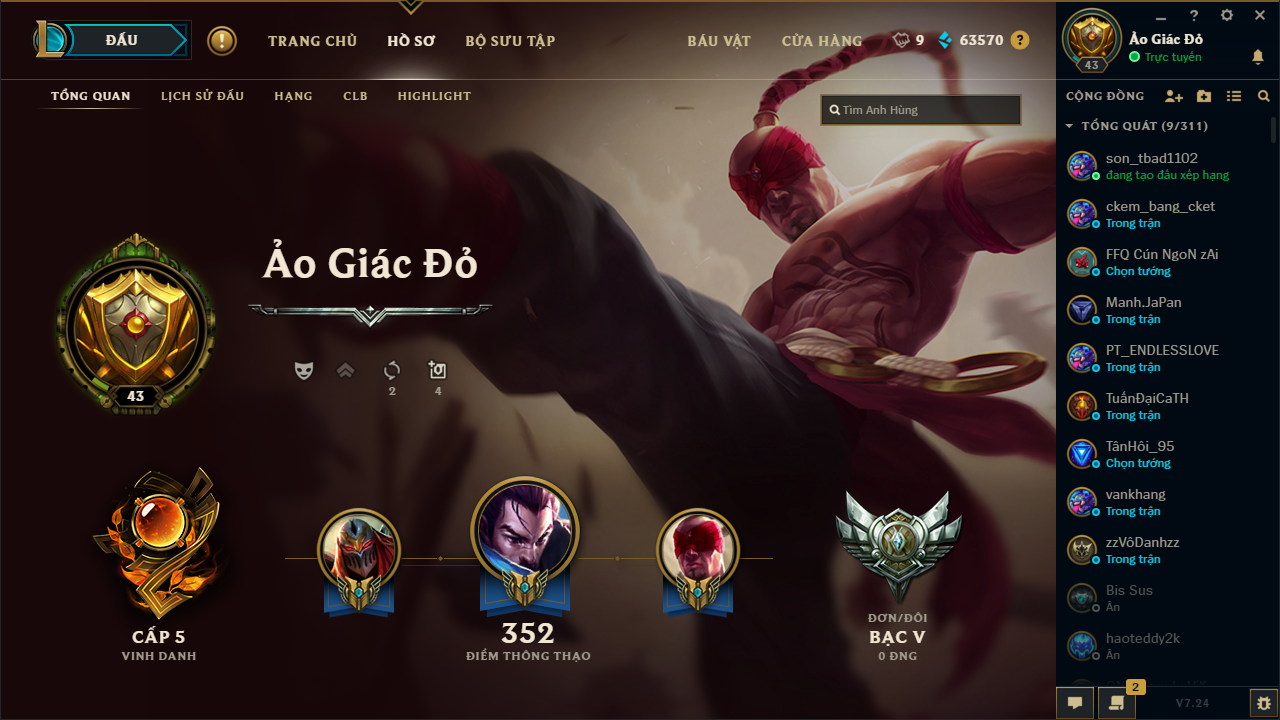 ĐẤU
TRANG CHỦ
HỒ SƠ
BỘ SƯU TẬP
BÁU VẬT
CỬA HÀNG
9
63570
?
?
Ảo Giác Đỏ
Trực tuyến
43
TỔNG QUAN
LỊCH SỬ ĐẤU
HẠNG
CLB
HIGHLIGHT
Tìm Anh Hùng
CỘNG ĐỒNG
TỔNG QUÁT (9/311)
son_tbad1102
đang tạo đấu xếp hạng
ckem_bang_cket
Trong trận
FFQ Cún NgoN zAi
Chọn tướng
Manh.JaPan
Trong trận
PT_ENDLESSLOVE
Trong trận
TuấnĐạiCaTH
Trong trận
TânHôi_95
Chọn tướng
vankhang
Trong trận
zzVôDanhzz
Trong trận
Bis Sus
Ẩn
haoteddy2k
Ẩn
Ảo Giác Đỏ
43
2
4
CẤP 5
VINH DANH
352
ĐIỂM THÔNG THẠO
ĐƠN/ĐÔI
BẠC V
0 ĐNG
2
V7.24